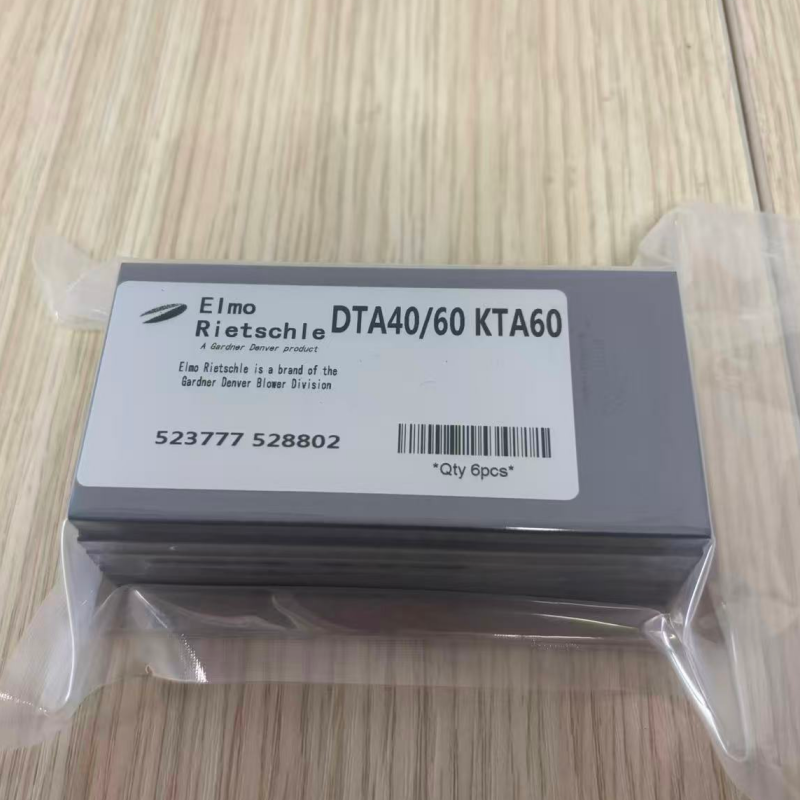 Elmo
Rietschle
A Gardner Denver product
DTA40/60 KTA60
Elmo Rietschle is a brand of the
Gardner Denver Blower Division
523777 528802
*Qty 6pcs*